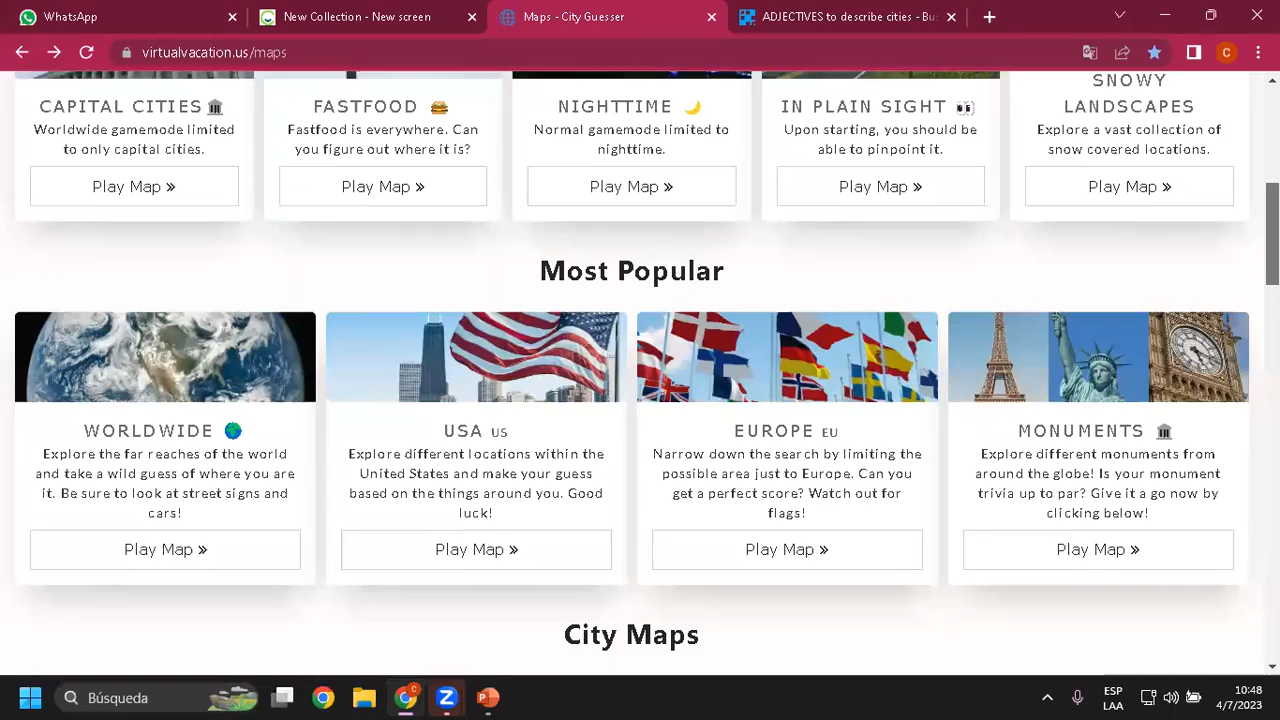 WhatsApp
New Collection - New screen
Maps - City Guesser
ADJECTIVES to describe cities - Bu
virtualvacation.us/maps
C
CAPITAL CITIES
Worldwide gamemode limited
to only capital cities.
Play Map »
FASTFOOD
Fastfood is everywhere. Can
you figure out where it is?
Play Map »
NIGHTTIME
Normal gamemode limited to
nighttime.
Play Map »
IN PLAIN SIGHT
Upon starting, you should be
able to pinpoint it.
Play Map »
SNOWY
LANDSCAPES
Explore a vast collection of
snow covered locations.
Play Map »
Most Popular
WORLDWIDE
Explore the far reaches of the world
and take a wild guess of where you are
it. Be sure to look at street signs and
cars!
Play Map »
USA US
Explore different locations within the
United States and make your guess
based on the things around you. Good
luck!
Play Map »
EUROPE EU
Narrow down the search by limiting the
possible area just to Europe. Can you
get a perfect score? Watch out for
flags!
Play Map »
MONUMENTS
Explore different monuments from
around the globe! Is your monument
trivia up to par? Give it a go now by
clicking below!
Play Map »
City Maps
Búsqueda
ESP
LAA
10:48
4/7/2023